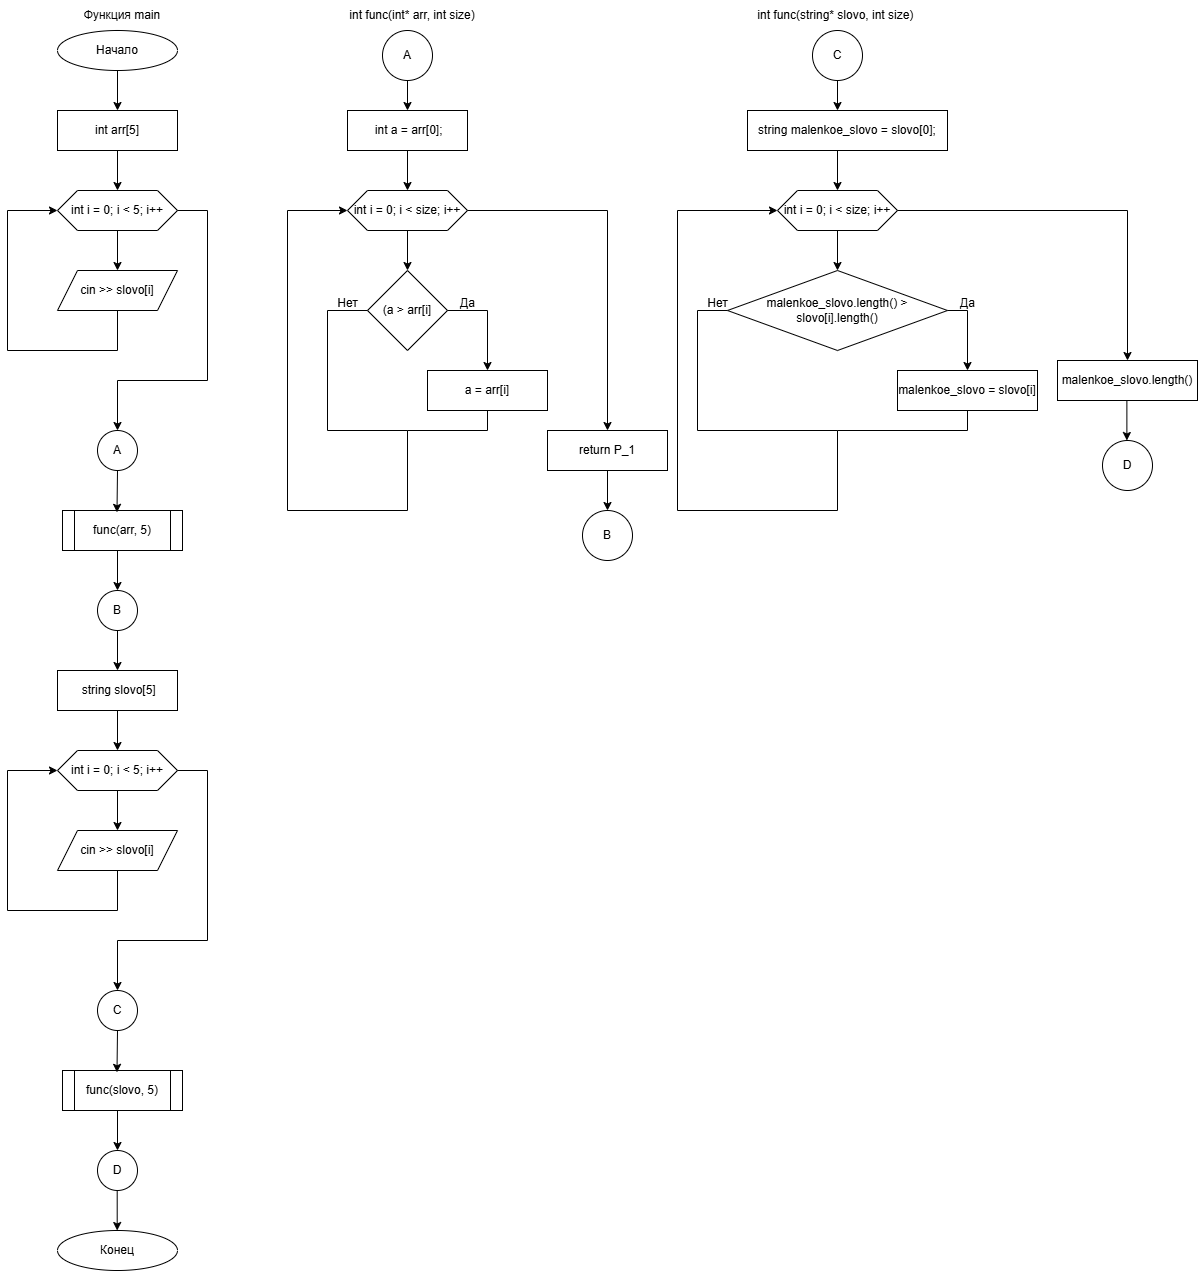 Функция main
Начало
int arr[5]
int i = 0; i < 5; i++
cin >> slovo[i]
A
func(arr, 5)
B
string slovo[5]
int i = 0; i < 5; i++
cin >> slovo[i]
C
func(slovo, 5)
D
Конец
int func(int* arr, int size)
A
int a = arr[0];
int i = 0; i < size; i++
Нет
(a > arr[i]
Да
a = arr[i]
return P_1
B
int func(string* slovo, int size)
C
string malenkoe_slovo = slovo[0];
int i = 0; i < size; i++
Нет
malenkoe_slovo.length() >
slovo[i].length()
Да
malenkoe_slovo = slovo[i]
malenkoe_slovo.length()
D